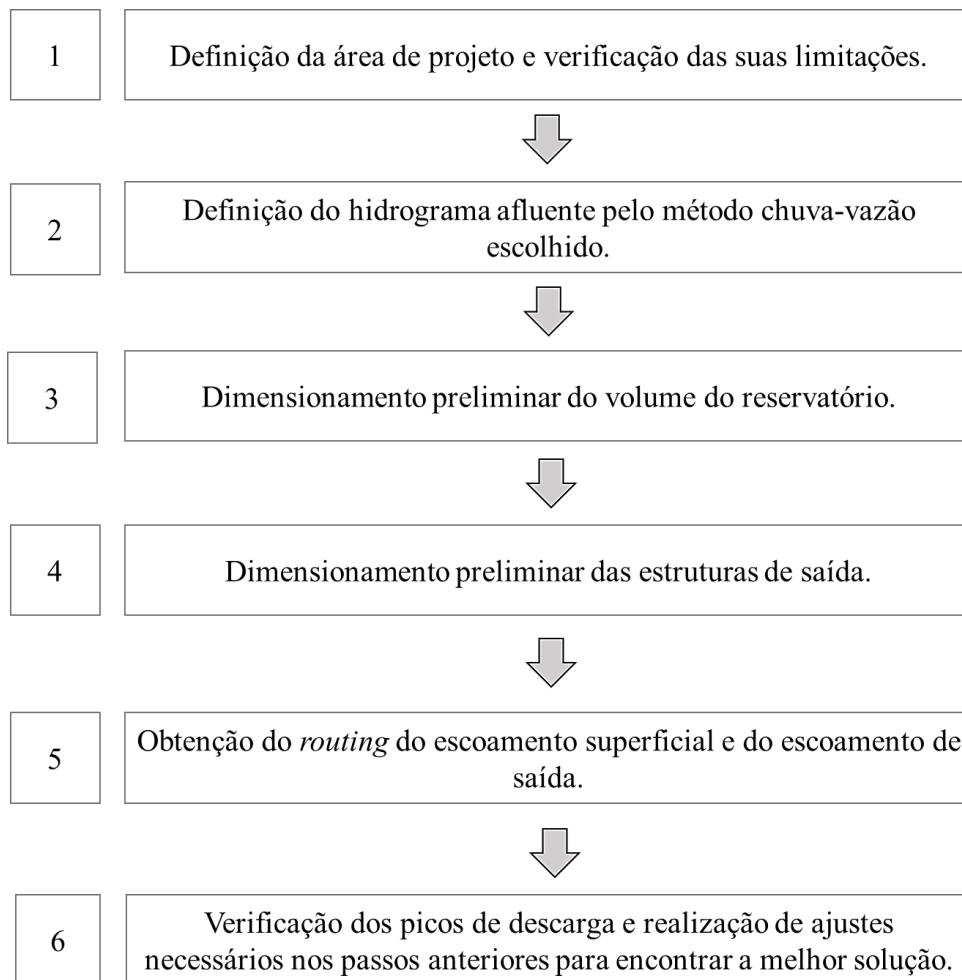 1
Definição da área de projeto e verificação das suas limitações.
2
Definição do hidrograma afluente pelo método chuva-vazão
escolhido.
3
Dimensionamento preliminar do volume do reservatório.
4
Dimensionamento preliminar das estruturas de saída.
5
Obtenção do routing do escoamento superficial e do escoamento de
saída.
6
Verificação dos picos de descarga e realização de ajustes
necessários nos passos anteriores para encontrar a melhor solução.